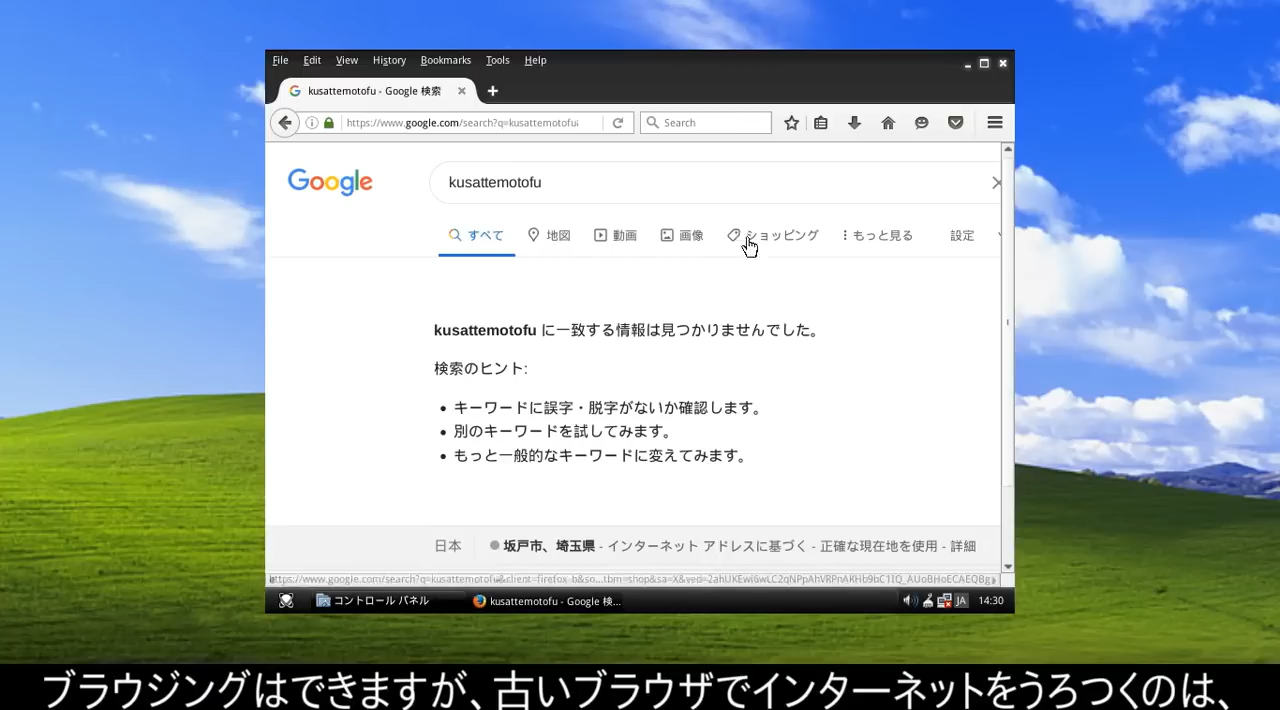 File Edit View History Bookmarks Tools Help
kusattemotofu - Google 検索
https://www.google.com/search?q=kusattemotofu
Search
Google
kusattemotofu
すべて 地図 動画 画像 ショッピング もっと見る 設定
kusattemotofu に一致する情報は見つかりませんでした。
検索のヒント:
キーワードに誤字・脱字がないか確認します。
別のキーワードを試してみます。
もっと一般的なキーワードに変えてみます。
日本 坂戸市、埼玉県 - インターネット アドレスに基づく - 正確な現在地を使用 - 詳細
コントロール パネル kusattemotofu - Google 検... JA 14:30
ブラウジングはできますが、古いブラウザでインターネットをうろつくのは、